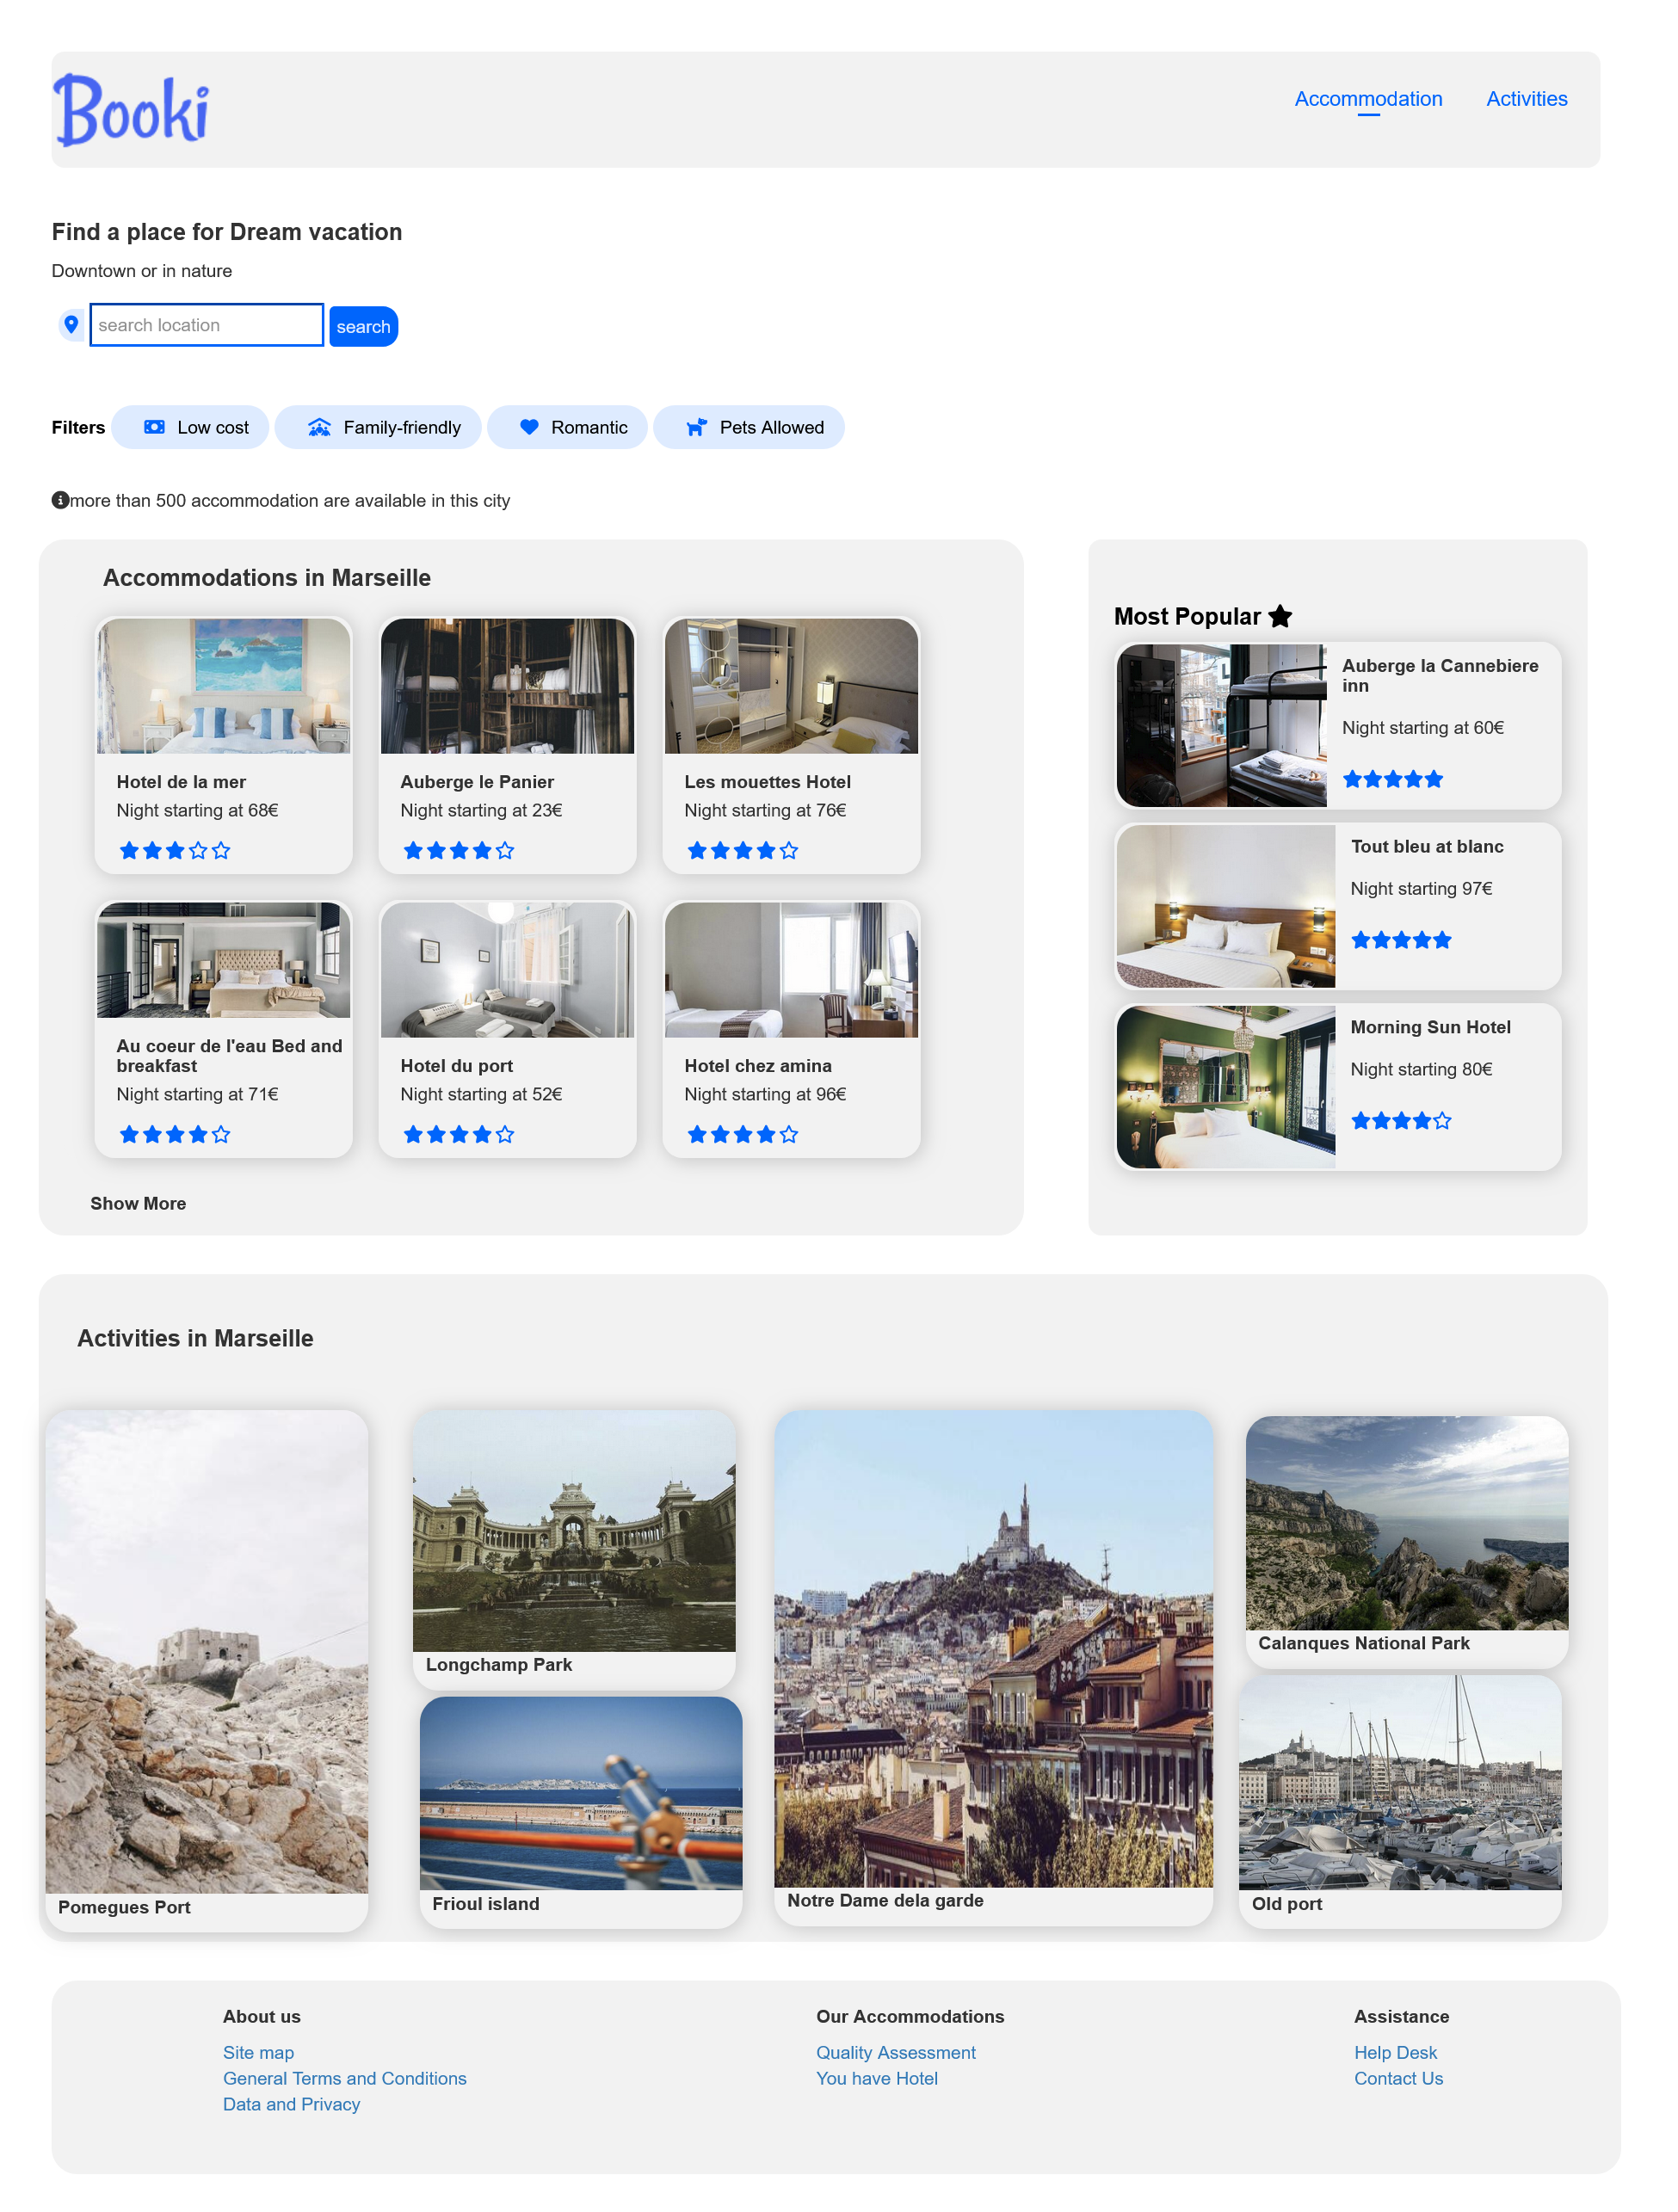 Booki
Accommodation
Activities
Find a place for Dream vacation
Downtown or in nature
search location
search
Filters
Low cost
Family-friendly
Romantic
Pets Allowed
more than 500 accommodation are available in this city
Accommodations in Marseille
Hotel de la mer
Night starting at 68€
Auberge le Panier
Night starting at 23€
Les mouettes Hotel
Night starting at 76€
Au coeur de l'eau Bed and
breakfast
Night starting at 71€
Hotel du port
Night starting at 52€
Hotel chez amina
Night starting at 96€
Show More
Most Popular
Auberge la Cannebiere
inn
Night starting at 60€
Tout bleu at blanc
Night starting 97€
Morning Sun Hotel
Night starting 80€
Activities in Marseille
Pomegues Port
Longchamp Park
Frioul island
Notre Dame dela garde
Calanques National Park
Old port
About us
Site map
General Terms and Conditions
Data and Privacy
Our Accommodations
Quality Assessment
You have Hotel
Assistance
Help Desk
Contact Us